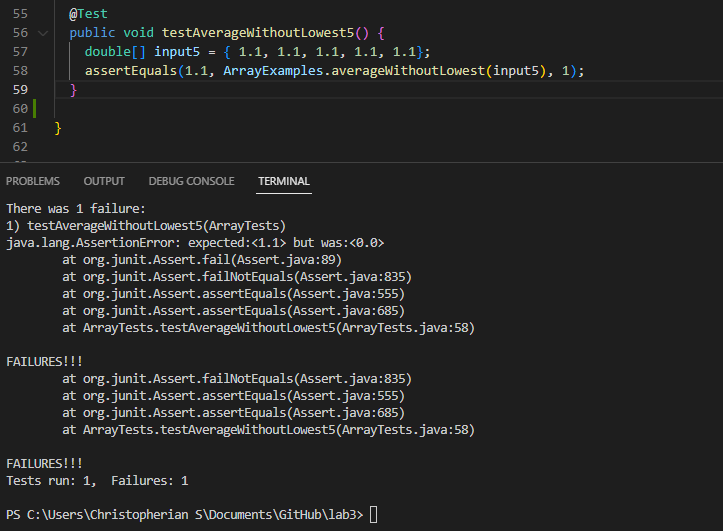 55 @Test
56 public void testAverageWithoutLowest5() {
57 double[] input5 = { 1.1, 1.1, 1.1, 1.1, 1.1};
58 assertEquals(1.1, ArrayExamples.averageWithoutLowest(input5), 1);
59 }
60
61 }
62
PROBLEMS OUTPUT DEBUG CONSOLE TERMINAL
There was 1 failure:
1) testAverageWithoutLowest5(ArrayTests)
java.lang.AssertionError: expected:<1.1> but was:<0.0>
at org.junit.Assert.fail(Assert.java:89)
at org.junit.Assert.failNotEquals(Assert.java:835)
at org.junit.Assert.assertEquals(Assert.java:555)
at org.junit.Assert.assertEquals(Assert.java:685)
at ArrayTests.testAverageWithoutLowest5(ArrayTests.java:58)
FAILURES!!!
at org.junit.Assert.failNotEquals(Assert.java:835)
at org.junit.Assert.assertEquals(Assert.java:555)
at org.junit.Assert.assertEquals(Assert.java:685)
at ArrayTests.testAverageWithoutLowest5(ArrayTests.java:58)
FAILURES!!!
Tests run: 1, Failures: 1
PS C:\Users\Christopherian S\Documents\GitHub\lab3>